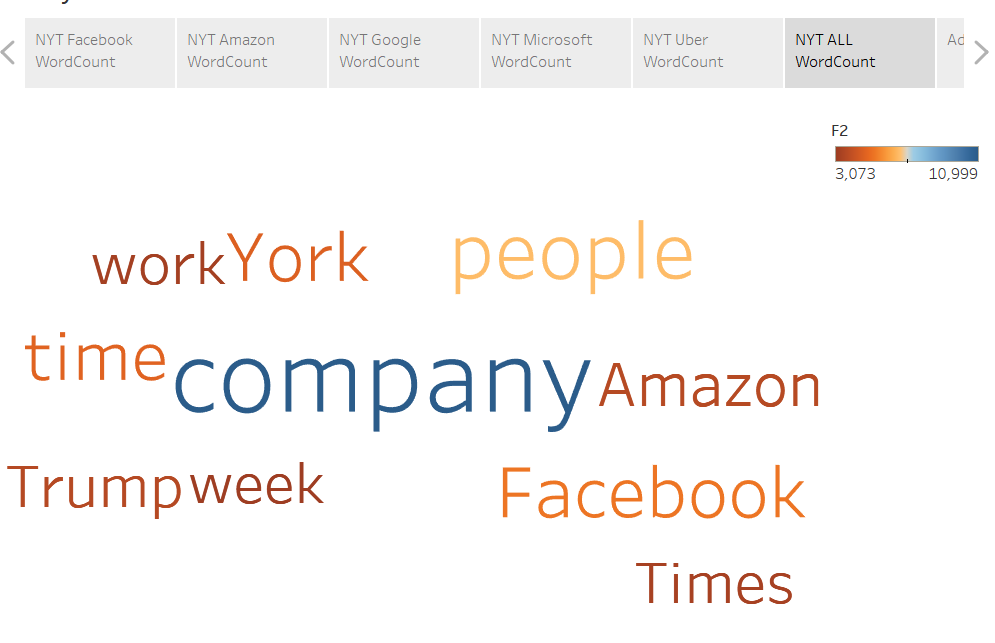 NYT Facebook
WordCount
NYT Amazon
WordCount
NYT Google
WordCount
NYT Microsoft
WordCount
NYT Uber
WordCount
NYT ALL
WordCount
F2
3,073 10,999
work York people
time company Amazon
Trump week Facebook
Times